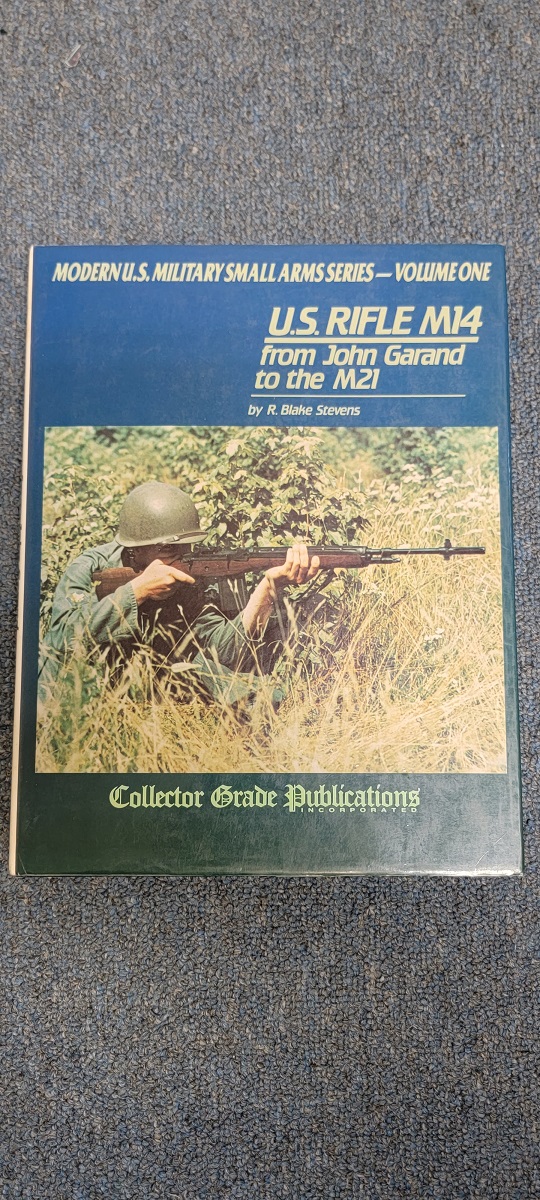 MODERN U.S. MILITARY SMALL ARMS SERIES — VOLUME ONE
U.S. RIFLE M14
from John Garand
to the M21
by R. Blake Stevens
Collector Grade Publications
INCORPORATED